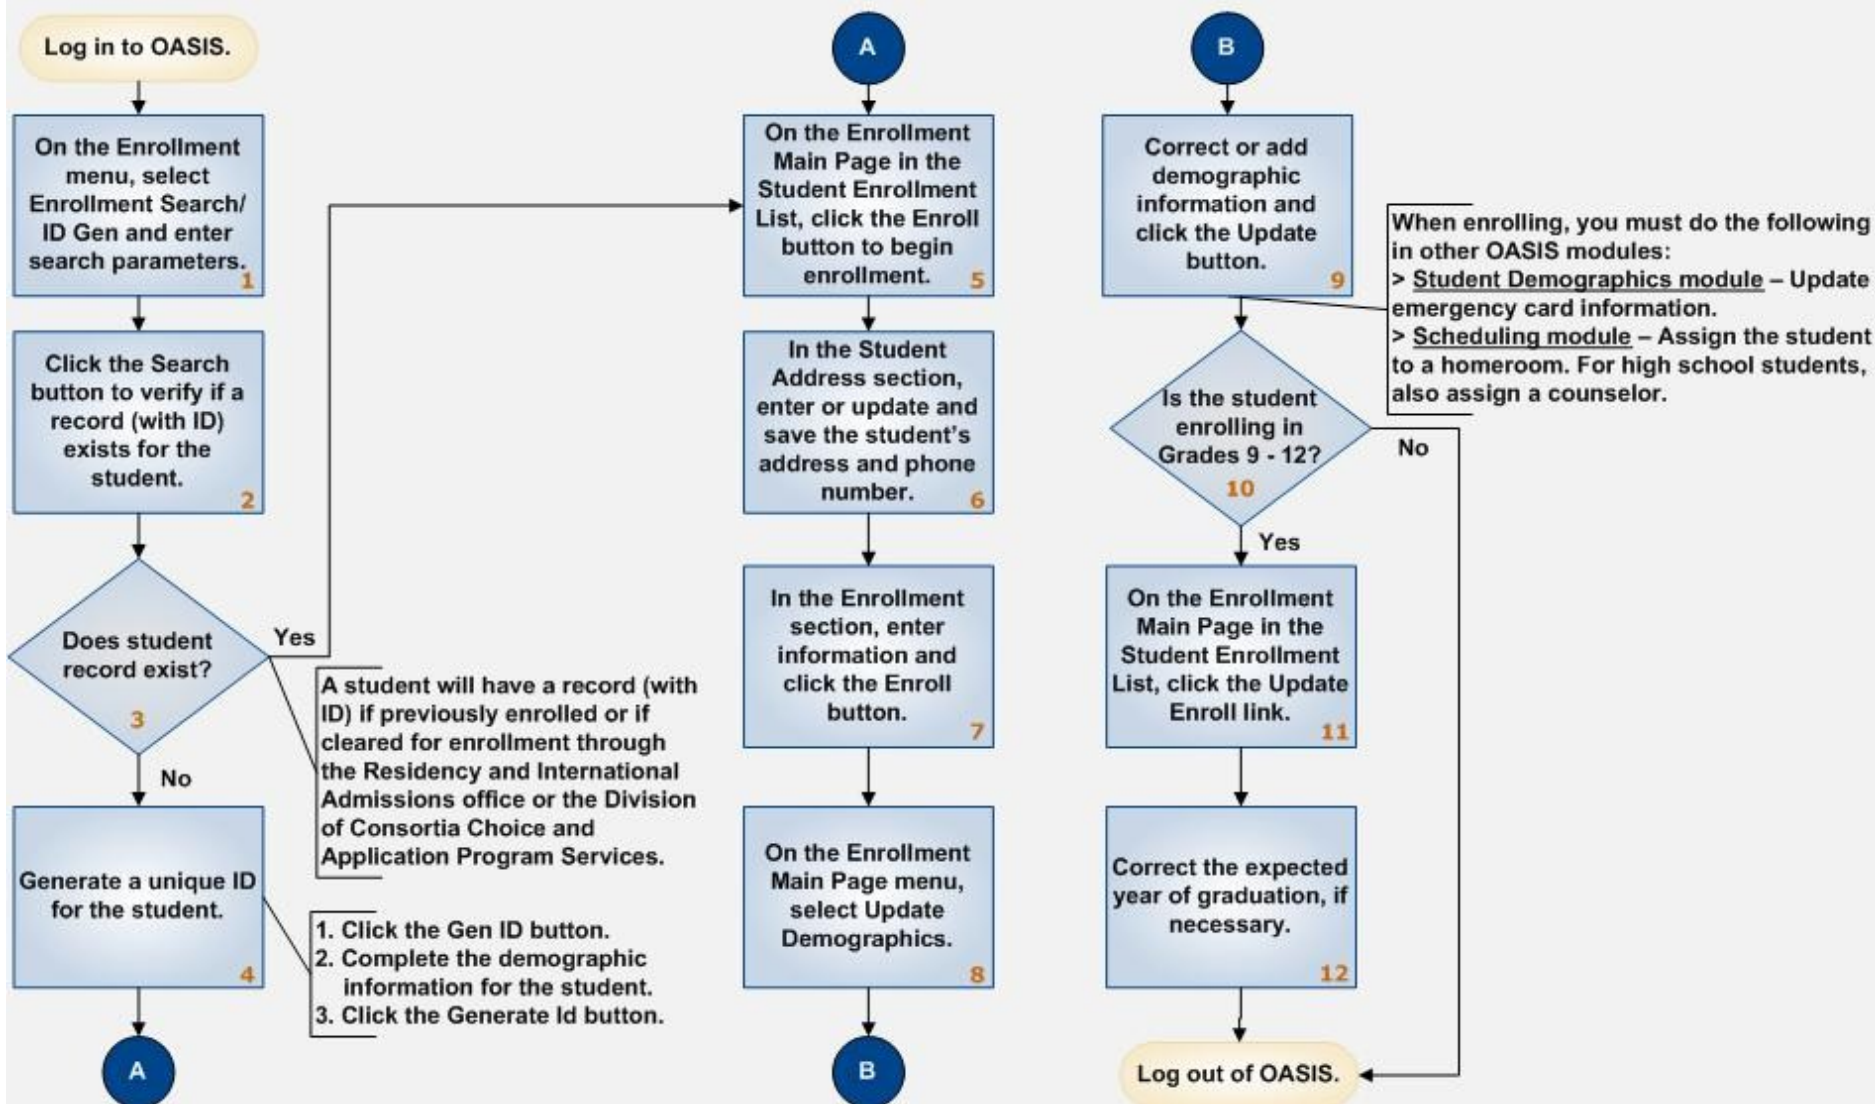 Log in to OASIS.
On the Enrollment
menu, select
Enrollment Search/
ID Gen and enter
search parameters.
1
Click the Search
button to verify if a
record (with ID)
exists for the
student.
2
Does student
record exist?
3
Yes
No
A student will have a record (with
ID) if previously enrolled or if
cleared for enrollment through
the Residency and International
Admissions office or the Division
of Consortia Choice and
Application Program Services.
Generate a unique ID
for the student.
4
1. Click the Gen ID button.
2. Complete the demographic
information for the student.
3. Click the Generate Id button.
A
A
On the Enrollment
Main Page in the
Student Enrollment
List, click the Enroll
button to begin
enrollment.
5
In the Student
Address section,
enter or update and
save the student's
address and phone
number.
6
In the Enrollment
section, enter
information and
click the Enroll
button.
7
On the Enrollment
Main Page menu,
select Update
Demographics.
8
B
B
Correct or add
demographic
information and
click the Update
button.
9
When enrolling, you must do the following
in other OASIS modules:
> Student Demographics module – Update
emergency card information.
> Scheduling module – Assign the student
to a homeroom. For high school students,
also assign a counselor.
Is the student
enrolling in
Grades 9 - 12?
10
No
Yes
On the Enrollment
Main Page in the
Student Enrollment
List, click the Update
Enroll link.
11
Correct the expected
year of graduation, if
necessary.
12
Log out of OASIS.